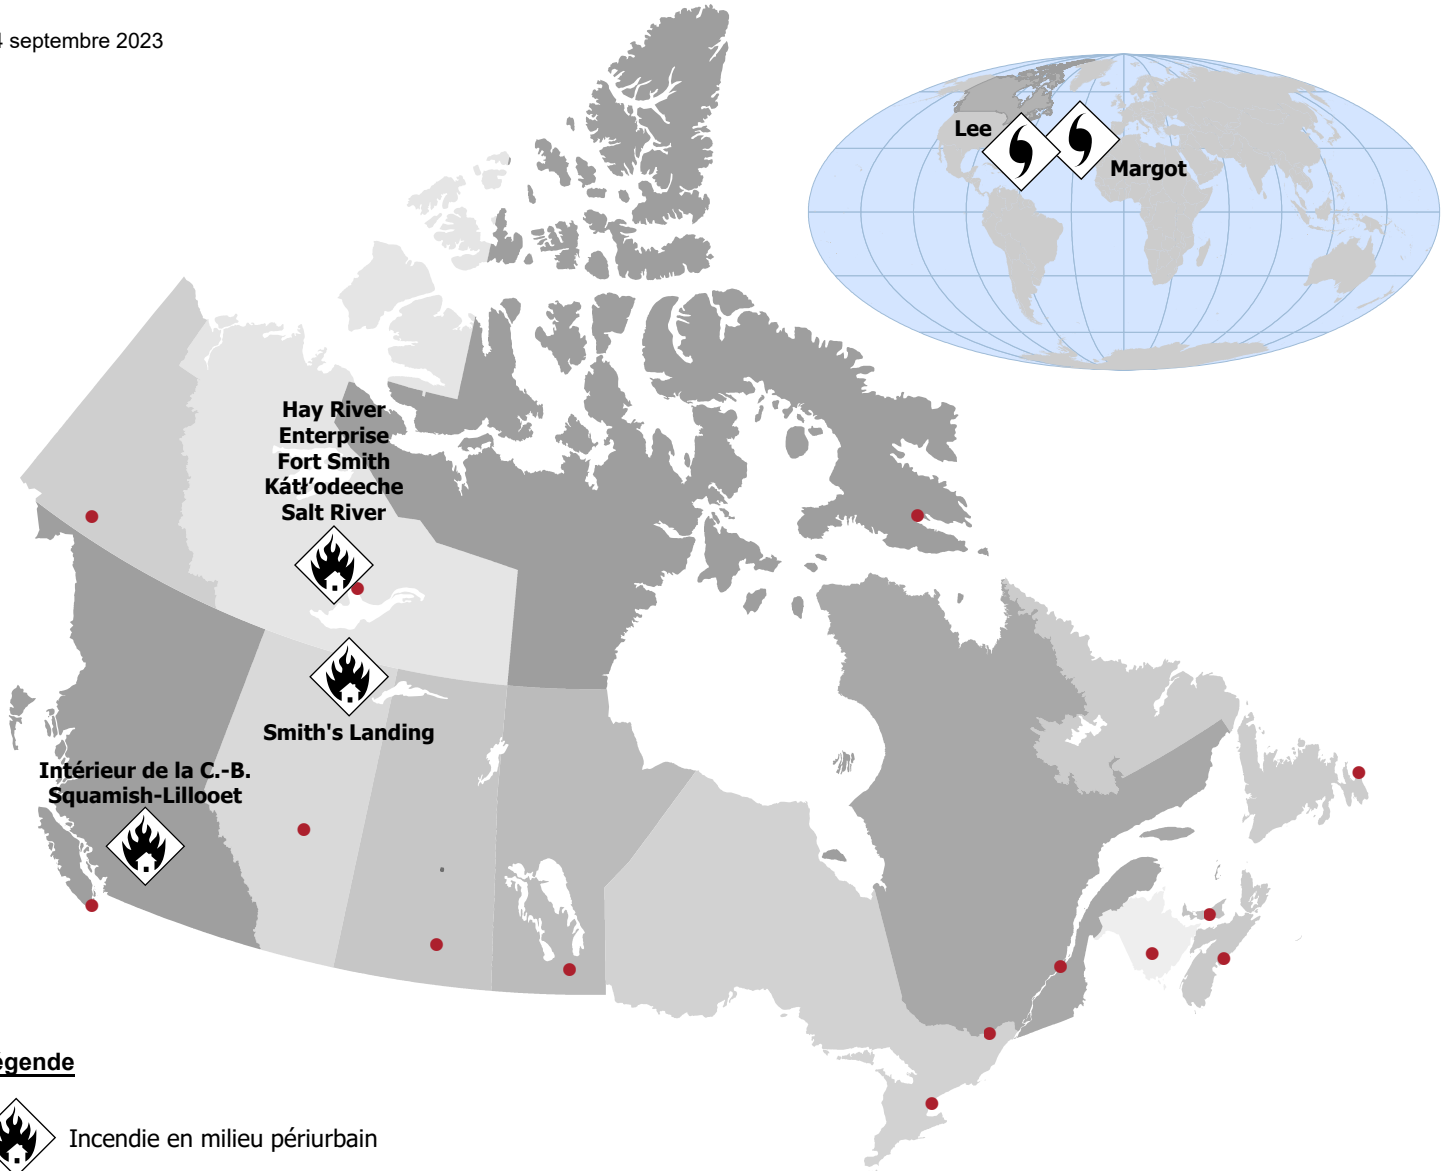 4 septembre 2023
Lee
Margot
Hay River
Enterprise
Fort Smith
Kátł’odeeche
Salt River
Smith's Landing
Intérieur de la C.-B.
Squamish-Lillooet
égende
Incendie en milieu périurbain